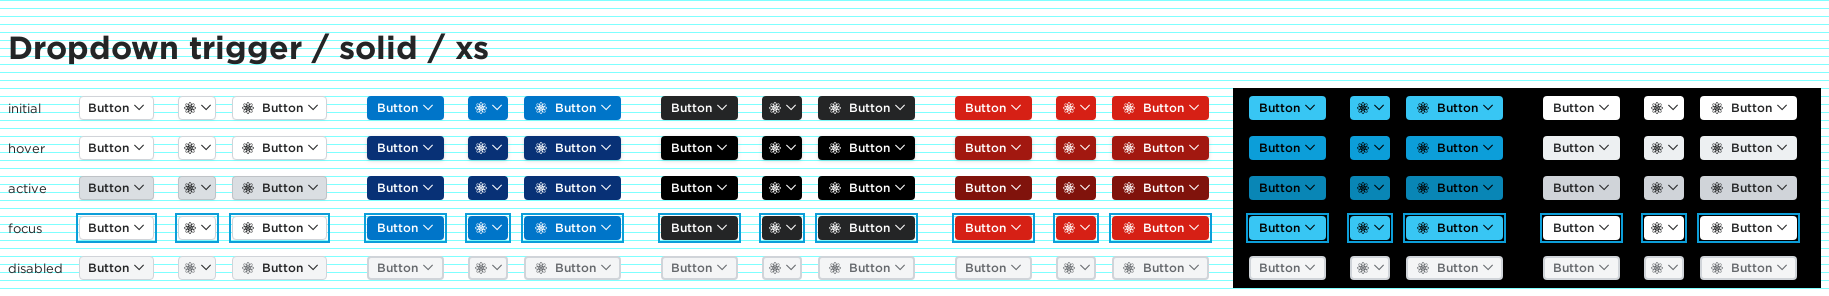 Dropdown trigger / solid / xs
initial Button Button Button Button Button Button Button Button Button Button Button Button
hover Button Button Button Button Button Button Button Button Button Button Button Button
active Button Button Button Button Button Button Button Button Button Button Button Button
focus Button Button Button Button Button Button Button Button Button Button Button Button
disabled Button Button Button Button Button Button Button Button Button Button Button Button